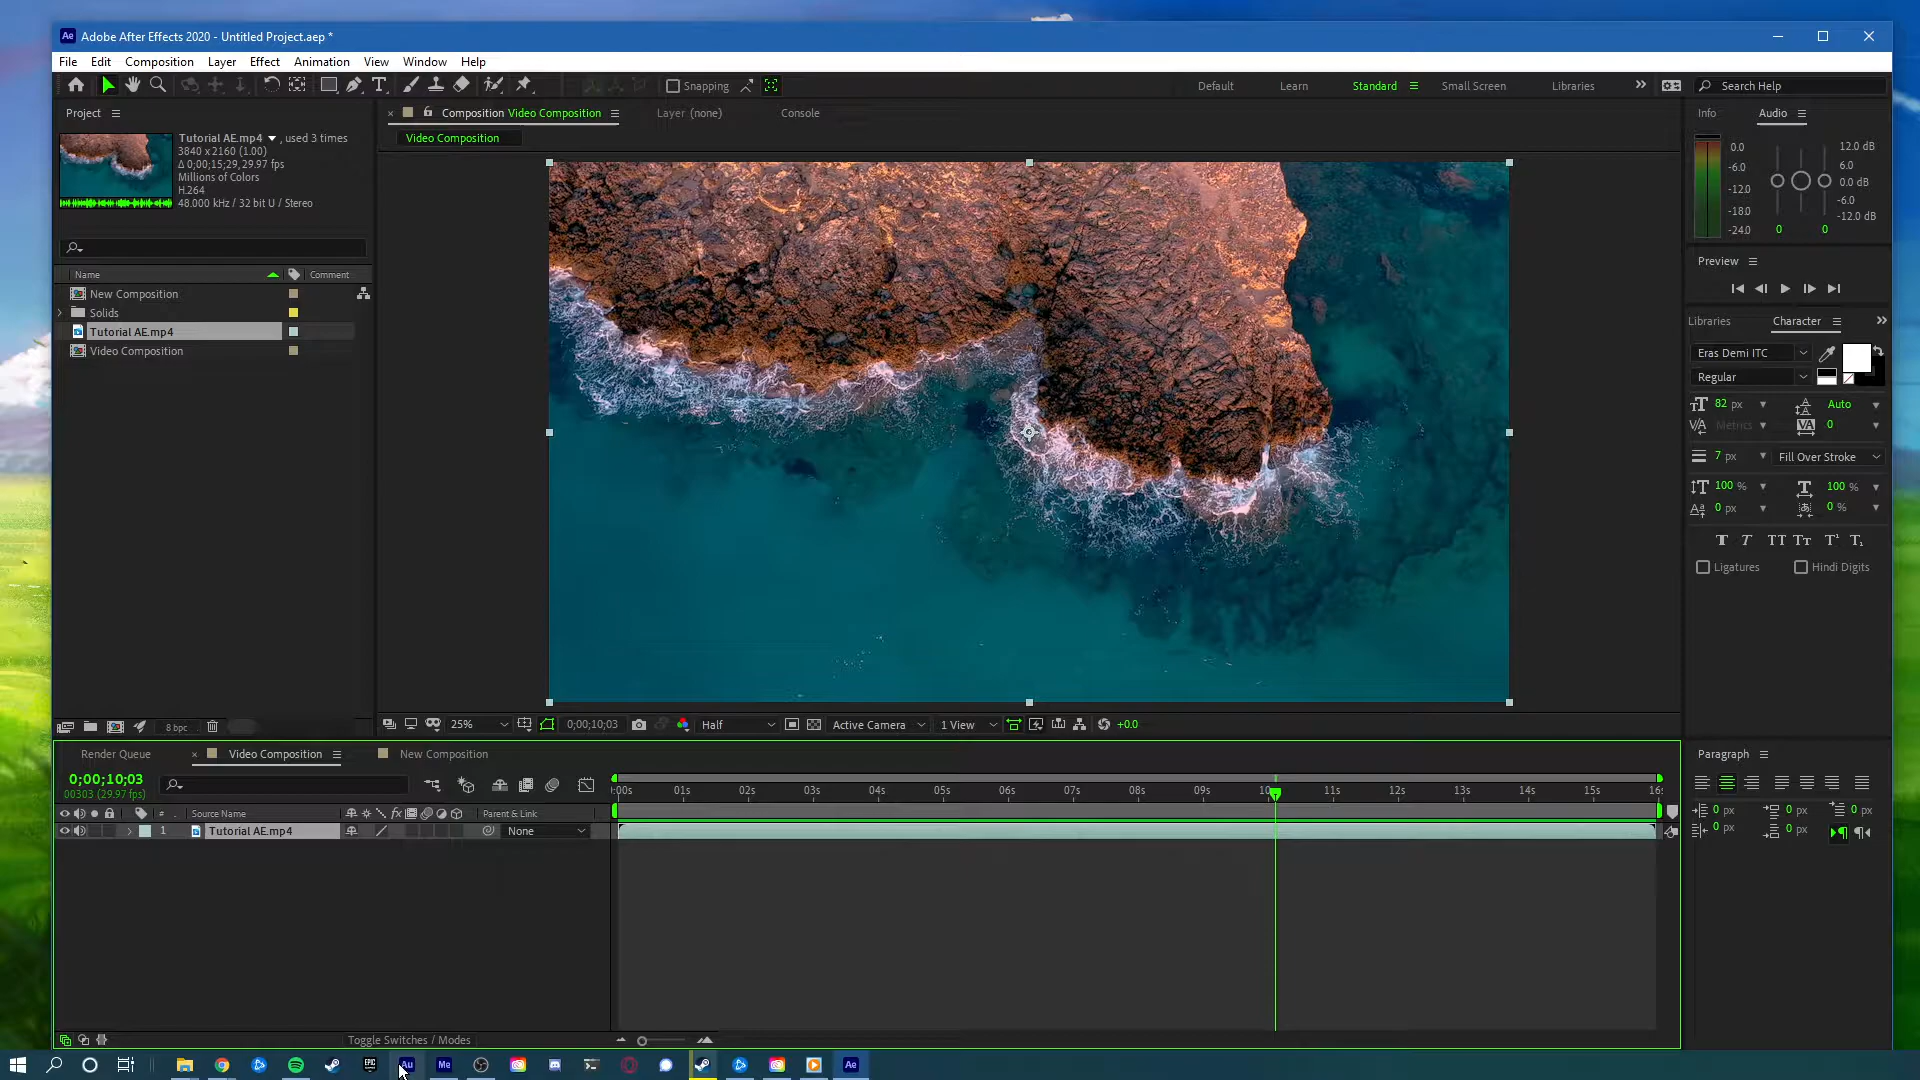 Ae Adobe After Effects 2020 - Untitled Project.aep *
File Edit Composition Layer Effect Animation View Window Help
Snapping Default Learn Standard Small Screen Libraries Search Help
Project
Composition Video Composition Layer (none) Console
Info Audio
Video Composition
Tutorial AE.mp4 , used 3 times
3840 x 2160 (1.00)
Δ 0;00;15;29, 29.97 fps
Millions of Colors
H.264
48.000 kHz / 32 bit U / Stereo
0.0 12.0 dB
-6.0 6.0
-12.0 0.0 dB
-18.0 -6.0
-24.0 -12.0 dB
0 0
Name Comment
New Composition
Solids
Tutorial AE.mp4
Video Composition
Preview
Libraries Character
Eras Demi ITC
Regular
82 px Auto
Metrics 0
7 px Fill Over Stroke
100 % 100 %
0 px 0 %
Ligatures Hindi Digits
8 bpc
25% 0;00;10;03 Half Active Camera 1 View +0.0
Render Queue Video Composition New Composition
0;00;10;03
00303 (29.97 fps)
:00s 01s 02s 03s 04s 05s 06s 07s 08s 09s 10s 11s 12s 13s 14s 15s 16s
# Source Name fx Parent & Link
1 Tutorial AE.mp4 None
Toggle Switches / Modes
Paragraph
0 px 0 px 0 px
0 px 0 px
EPIC Au Me Ae